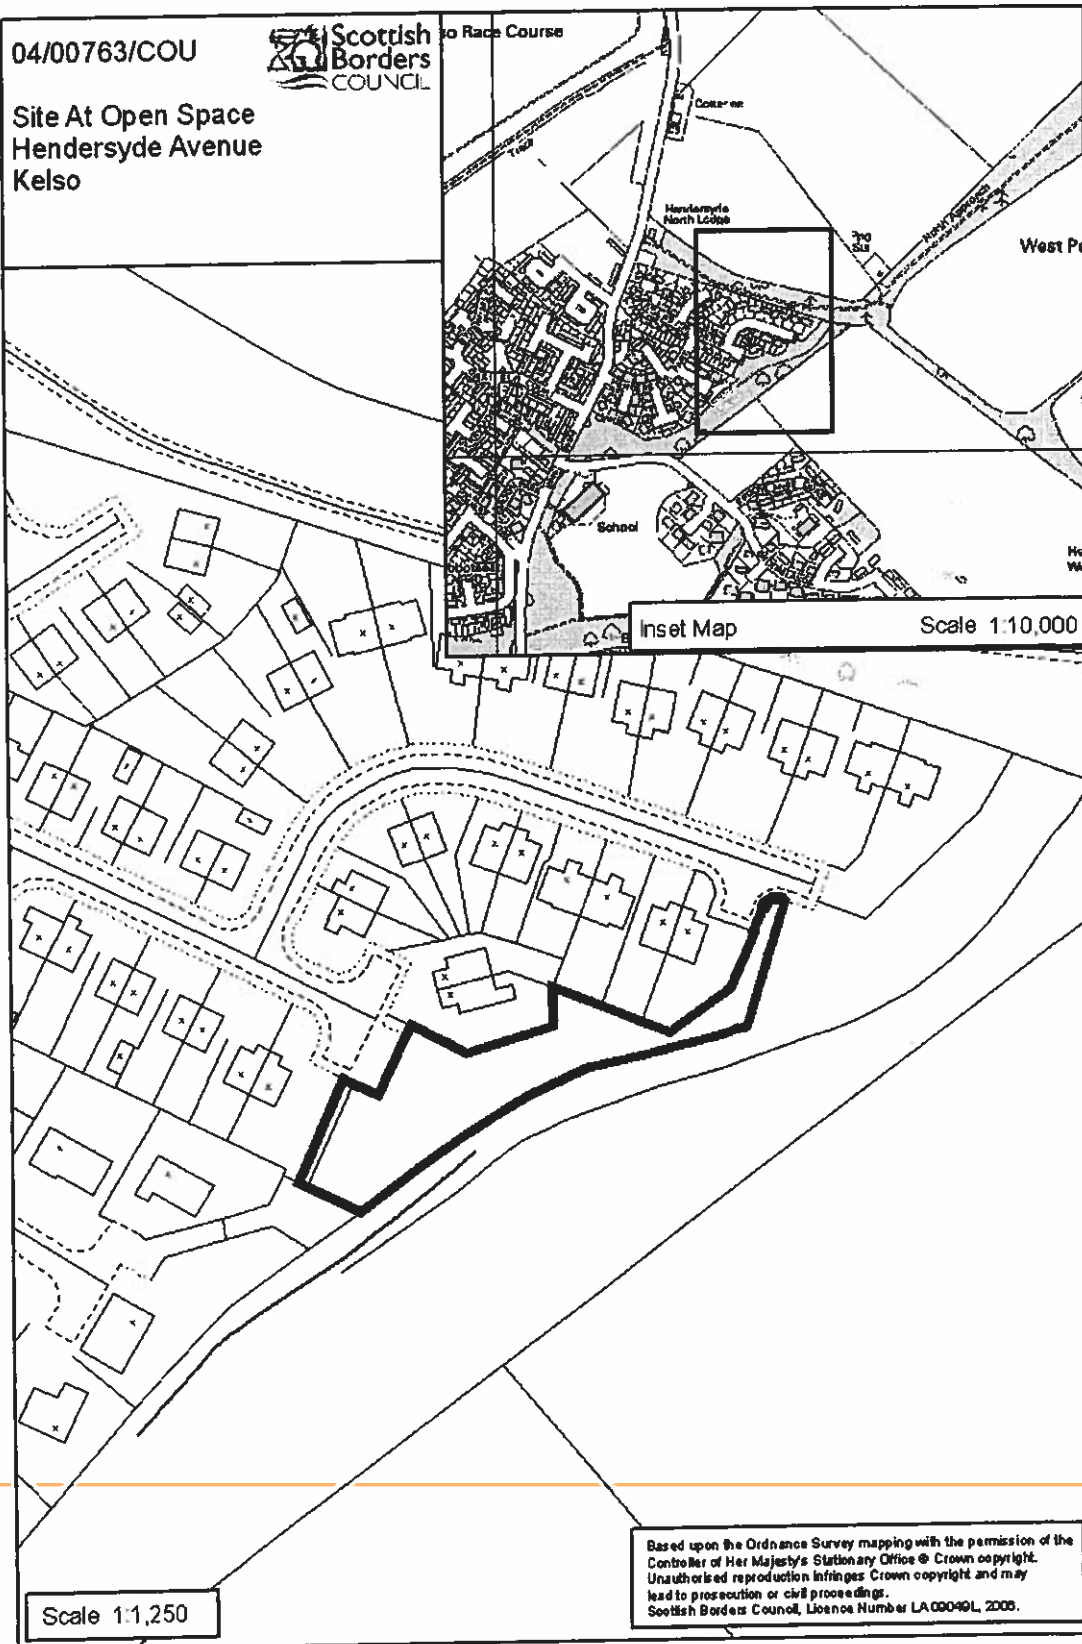 04/00763/COU
Scottish
Borders
COUNCIL
Site At Open Space
Hendersyde Avenue
Kelso
o Race Course
Track
Hendersyde
North Lodge
North Approach
West P
School
Inset Map
Scale 1:10,000
Scale 1:1,250
Based upon the Ordnance Survey mapping with the permission of the
Controller of Her Majesty's Stationary Office © Crown copyright.
Unauthorised reproduction infringes Crown copyright and may
lead to prosecution or civil proceedings.
Scottish Borders Council, Licence Number LA09049L, 2005.